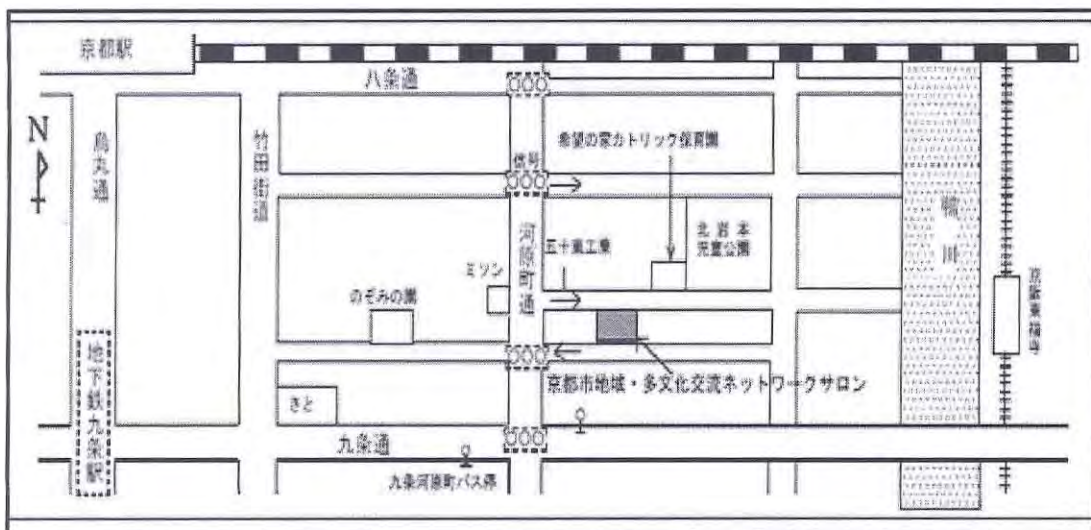 京都駅
八条通
N
烏丸通
竹田街道
信号
希望の家カトリック保育園
河原町通
五十嵐工業
北岩本
児童公園
鴨川
ミツン
のぞみの園
京阪東福寺
京都市地域・多文化交流ネットワークサロン
さと
地下鉄九条駅
九条通
九条河原町バス停